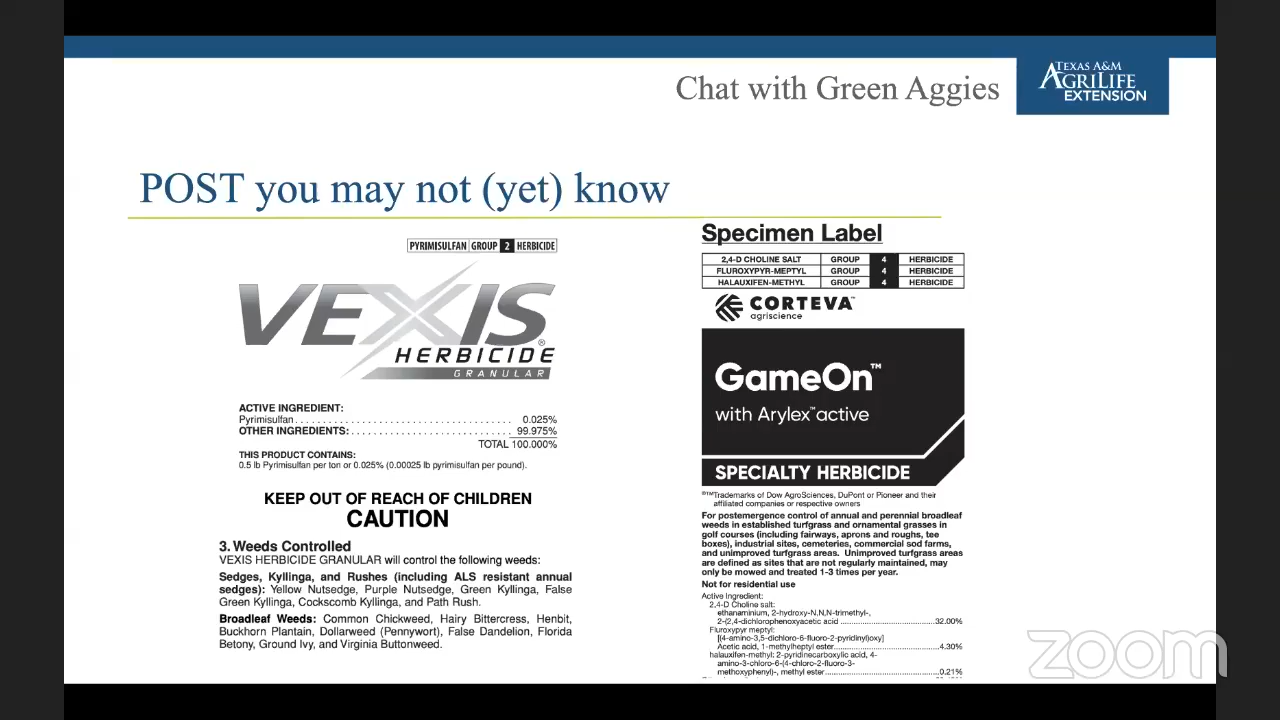 Chat with Green Aggies
TEXAS A&M
AGRILIFE
EXTENSION
POST you may not (yet) know
PYRIMISULFAN GROUP 2 HERBICIDE
VEXIS®
HERBICIDE
GRANULAR
ACTIVE INGREDIENT:
Pyrimisulfan . . . . . . . . . . . . . . . . . . . . . . . . . . . . . . . . . . . . 0.025%
OTHER INGREDIENTS: . . . . . . . . . . . . . . . . . . . . . . . . . . . 99.975%
TOTAL 100.000%
THIS PRODUCT CONTAINS:
0.5 lb Pyrimisulfan per ton or 0.025% (0.00025 lb pyrimisulfan per pound).
KEEP OUT OF REACH OF CHILDREN
CAUTION
3. Weeds Controlled
VEXIS HERBICIDE GRANULAR will control the following weeds:
Sedges, Kyllinga, and Rushes (including ALS resistant annual
sedges): Yellow Nutsedge, Purple Nutsedge, Green Kyllinga, False
Green Kyllinga, Cockscomb Kyllinga, and Path Rush.
Broadleaf Weeds: Common Chickweed, Hairy Bittercress, Henbit,
Buckhorn Plantain, Dollarweed (Pennywort), False Dandelion, Florida
Betony, Ground Ivy, and Virginia Buttonweed.
Specimen Label
2,4-D CHOLINE SALT GROUP 4 HERBICIDE
FLUROXYPYR-MEPTYL GROUP 4 HERBICIDE
HALAUXIFEN-METHYL GROUP 4 HERBICIDE
CORTEVA™
agriscience
GameOn™
with Arylex™ active
SPECIALTY HERBICIDE
®™Trademarks of Dow AgroSciences, DuPont or Pioneer and their
affiliated companies or respective owners
For postemergence control of annual and perennial broadleaf
weeds in established turfgrass and ornamental grasses in
golf courses (including fairways, aprons and roughs, tee
boxes), industrial sites, cemeteries, commercial sod farms,
and unimproved turfgrass areas. Unimproved turfgrass areas
are defined as sites that are not regularly maintained, may
only be mowed and treated 1-3 times per year.
Not for residential use
Active Ingredient:
2,4-D Choline salt:
ethanaminium, 2-hydroxy-N,N,N-trimethyl-,
2-(2,4-dichlorophenoxyacetic acid ....................................32.00%
Fluroxypyr meptyl:
[(4-amino-3,5-dichloro-6-fluoro-2-pyridinyl)oxy]
Acetic acid, 1-methylheptyl ester.......................................4.30%
halauxifen-methyl: 2-pyridinecarboxylic acid, 4-
amino-3-chloro-6-(4-chloro-2-fluoro-3-
methoxyphenyl)-, methyl ester..........................................0.21%
zoom